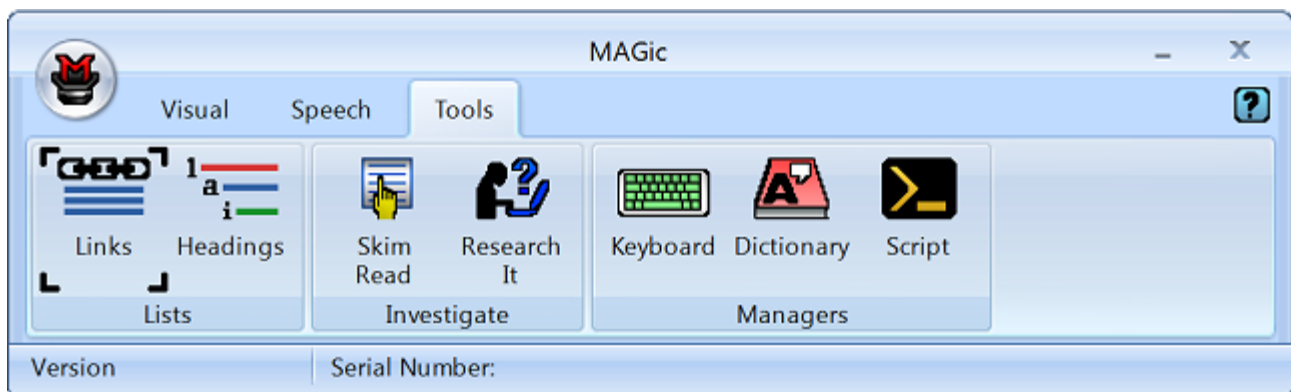 MAGic
Visual Speech Tools
Links Headings
Lists
Skim Read
Research It
Investigate
Keyboard Dictionary Script
Managers
Version
Serial Number: